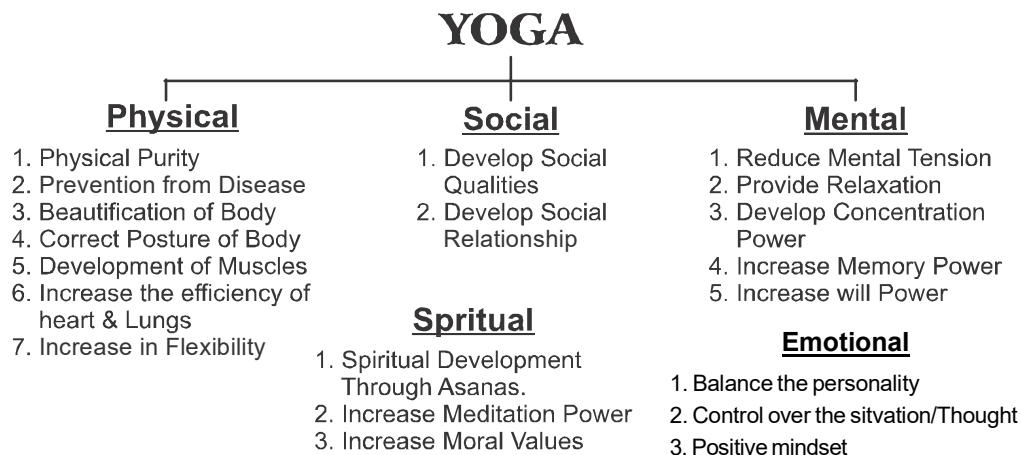 YOGA
Physical
1. Physical Purity
2. Prevention from Disease
3. Beautification of Body
4. Correct Posture of Body
5. Development of Muscles
6. Increase the efficiency of
heart & Lungs
7. Increase in Flexibility
Social
1. Develop Social
Qualities
2. Develop Social
Relationship
Mental
1. Reduce Mental Tension
2. Provide Relaxation
3. Develop Concentration
Power
4. Increase Memory Power
5. Increase will Power
Spritual
1. Spiritual Development
Through Asanas.
2. Increase Meditation Power
3. Increase Moral Values
Emotional
1. Balance the personality
2. Control over the sitvation/Thought
3. Positive mindset